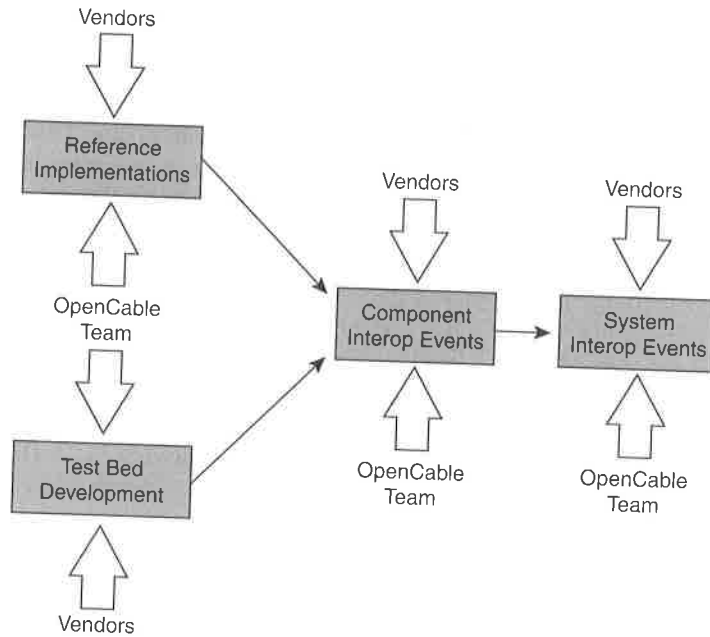 Vendors
Reference
Implementations
OpenCable
Team
Test Bed
Development
Vendors
Vendors
Component
Interop Events
OpenCable
Team
Vendors
System
Interop Events
OpenCable
Team